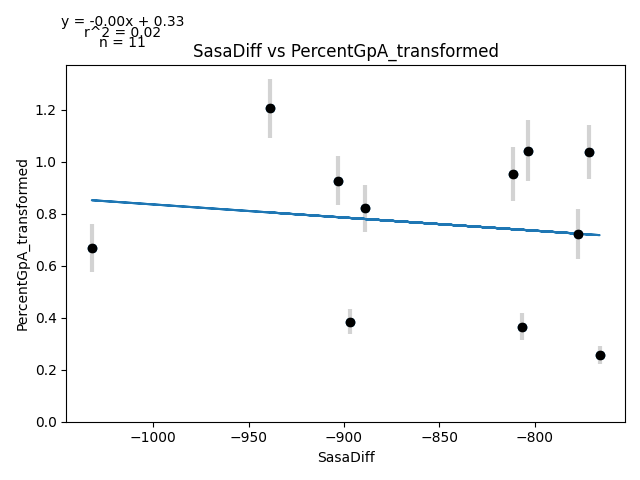 y = -0.00x + 0.33
r^2 = 0.02
n = 11
SasaDiff vs PercentGpA_transformed
1.2
1.0
0.8
0.6
0.4
0.2
0.0
PercentGpA_transformed
−1000
−950
−900
−850
−800
SasaDiff